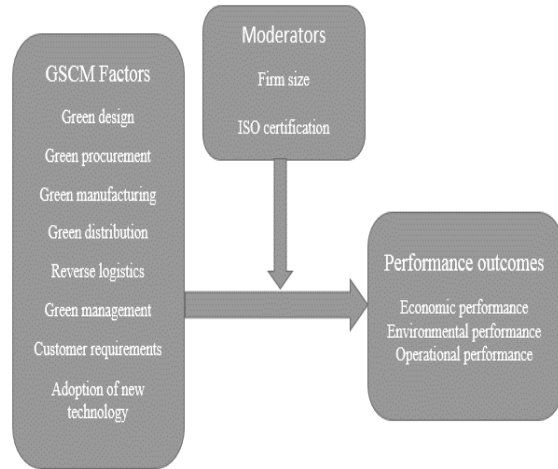 GSCM Factors
Green design
Green procurement
Green manufacturing
Green distribution
Reverse logistics
Green management
Customer requirements
Adoption of new
technology
Moderators
Firm size
ISO certification
Performance outcomes
Economic performance
Environmental performance
Operational performance